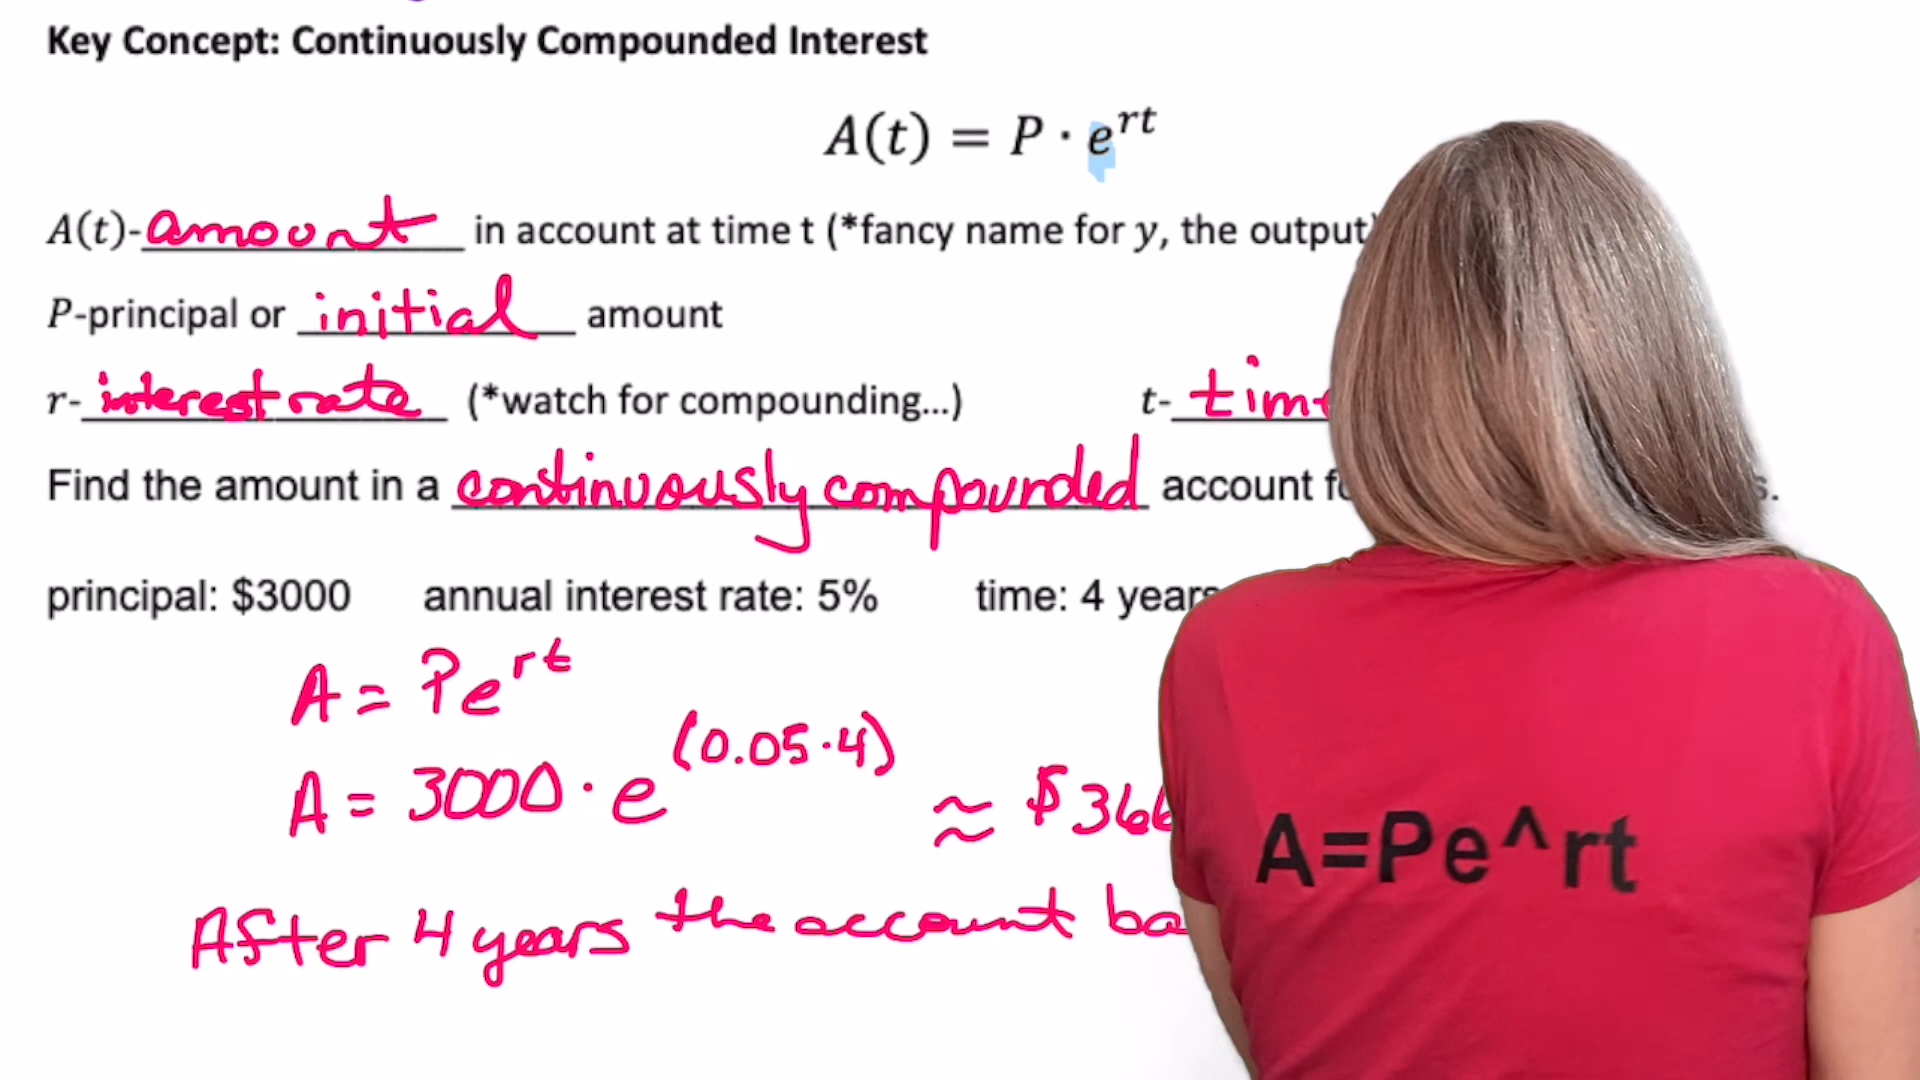 Key Concept: Continuously Compounded Interest
A(t) = P · e^rt
A(t)-amount in account at time t (*fancy name for y, the output)
P-principal or initial amount
r-interest rate (*watch for compounding...) t-
Find the amount in a continuously compounded account
principal: $3000 annual interest rate: 5% time: 4 years
A = Pe^rt
A = 3000 · e^(0.05·4) ≈ $366
A=Pe^rt
After 4 years the account